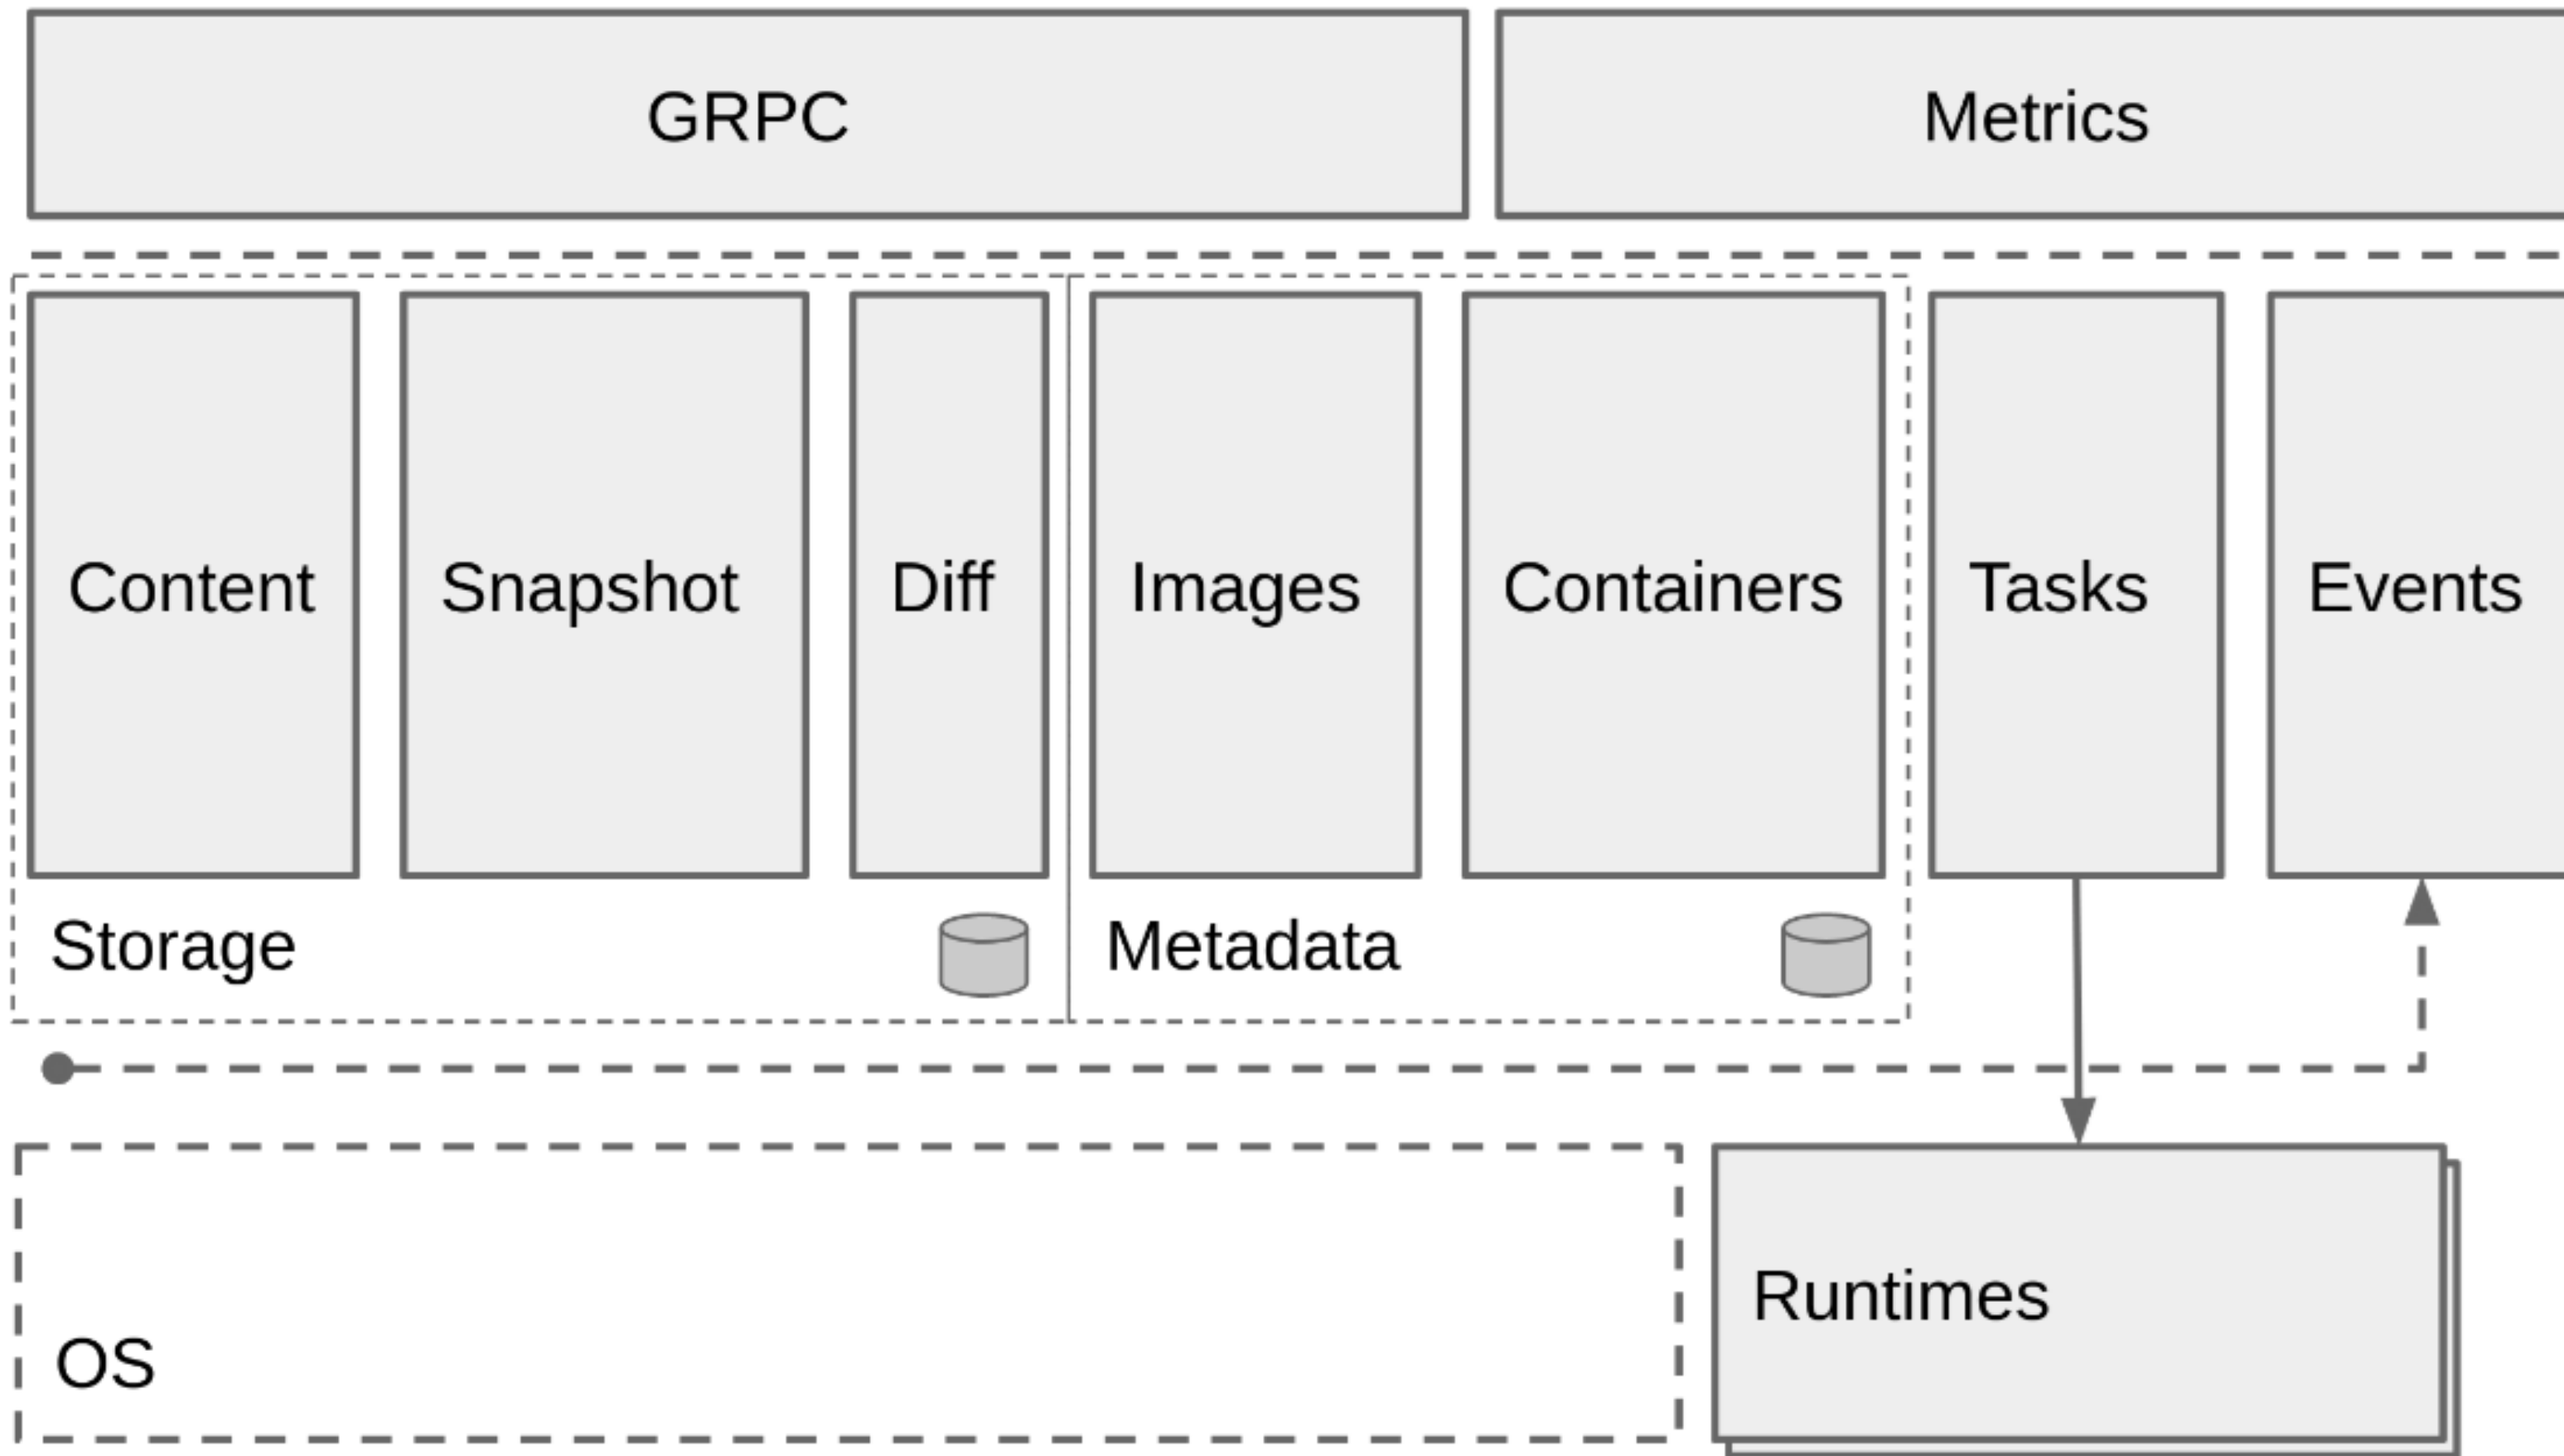 GRPC
Metrics
Content
Snapshot
Diff
Images
Containers
Tasks
Events
Storage
Metadata
Runtimes
OS